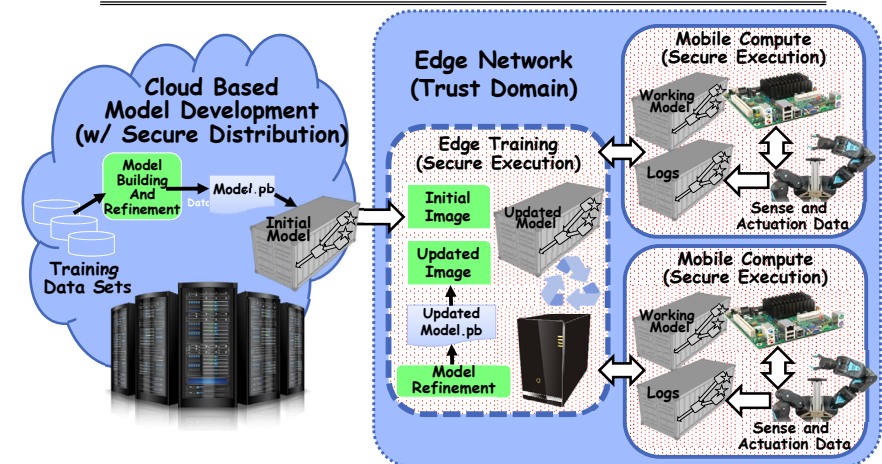 Cloud Based
Model Development
(w/ Secure Distribution)
Model
Building
And
Refinement
Data
Model.pb
Initial
Model
Training
Data Sets
Edge Network
(Trust Domain)
Edge Training
(Secure Execution)
Initial
Image
Updated
Model
Updated
Image
Updated
Model.pb
Model
Refinement
Mobile Compute
(Secure Execution)
Working
Model
Logs
Sense and
Actuation Data
Mobile Compute
(Secure Execution)
Working
Model
Logs
Sense and
Actuation Data